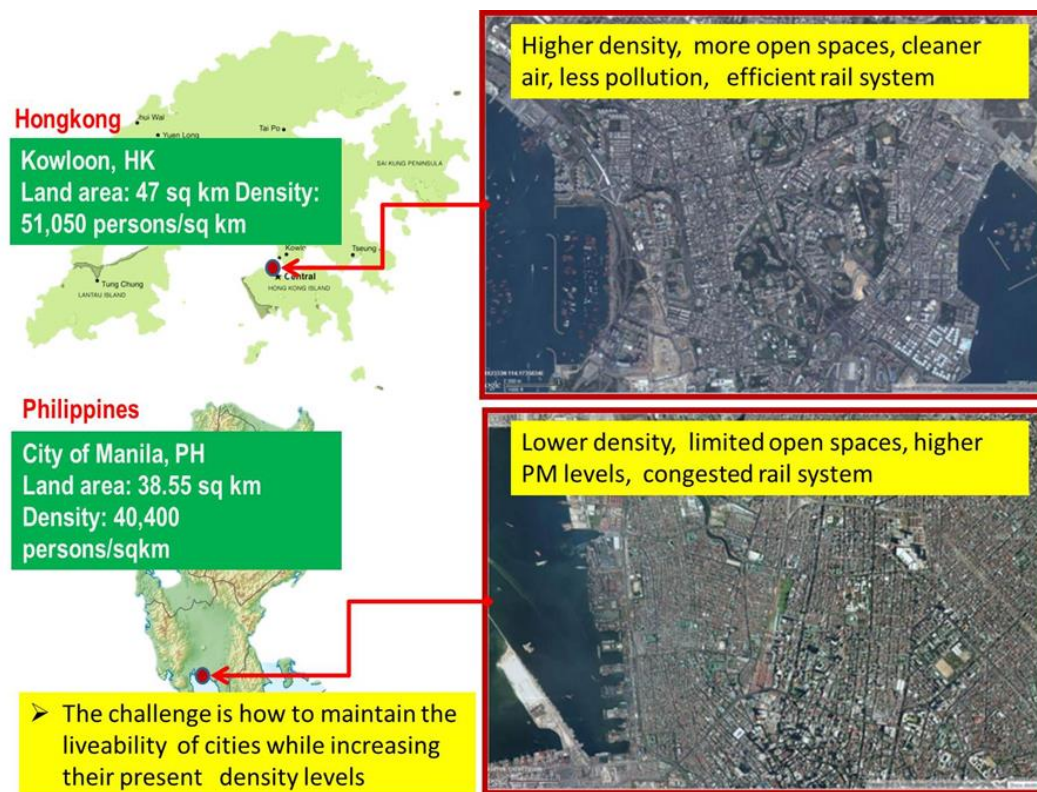 Higher density, more open spaces, cleaner
air, less pollution, efficient rail system
Hongkong
Yuen Long
Tai Po
Kowloon, HK
Land area: 47 sq km Density:
51,050 persons/sq km
SAI KUNG PENINSULA
Tseung
Central
HONG KONG ISLAND
Tung Chung
LANTAU ISLAND
Philippines
City of Manila, PH
Land area: 38.55 sq km
Density: 40,400
persons/sqkm
Lower density, limited open spaces, higher
PM levels, congested rail system
➢ The challenge is how to maintain the
liveability of cities while increasing
their present density levels